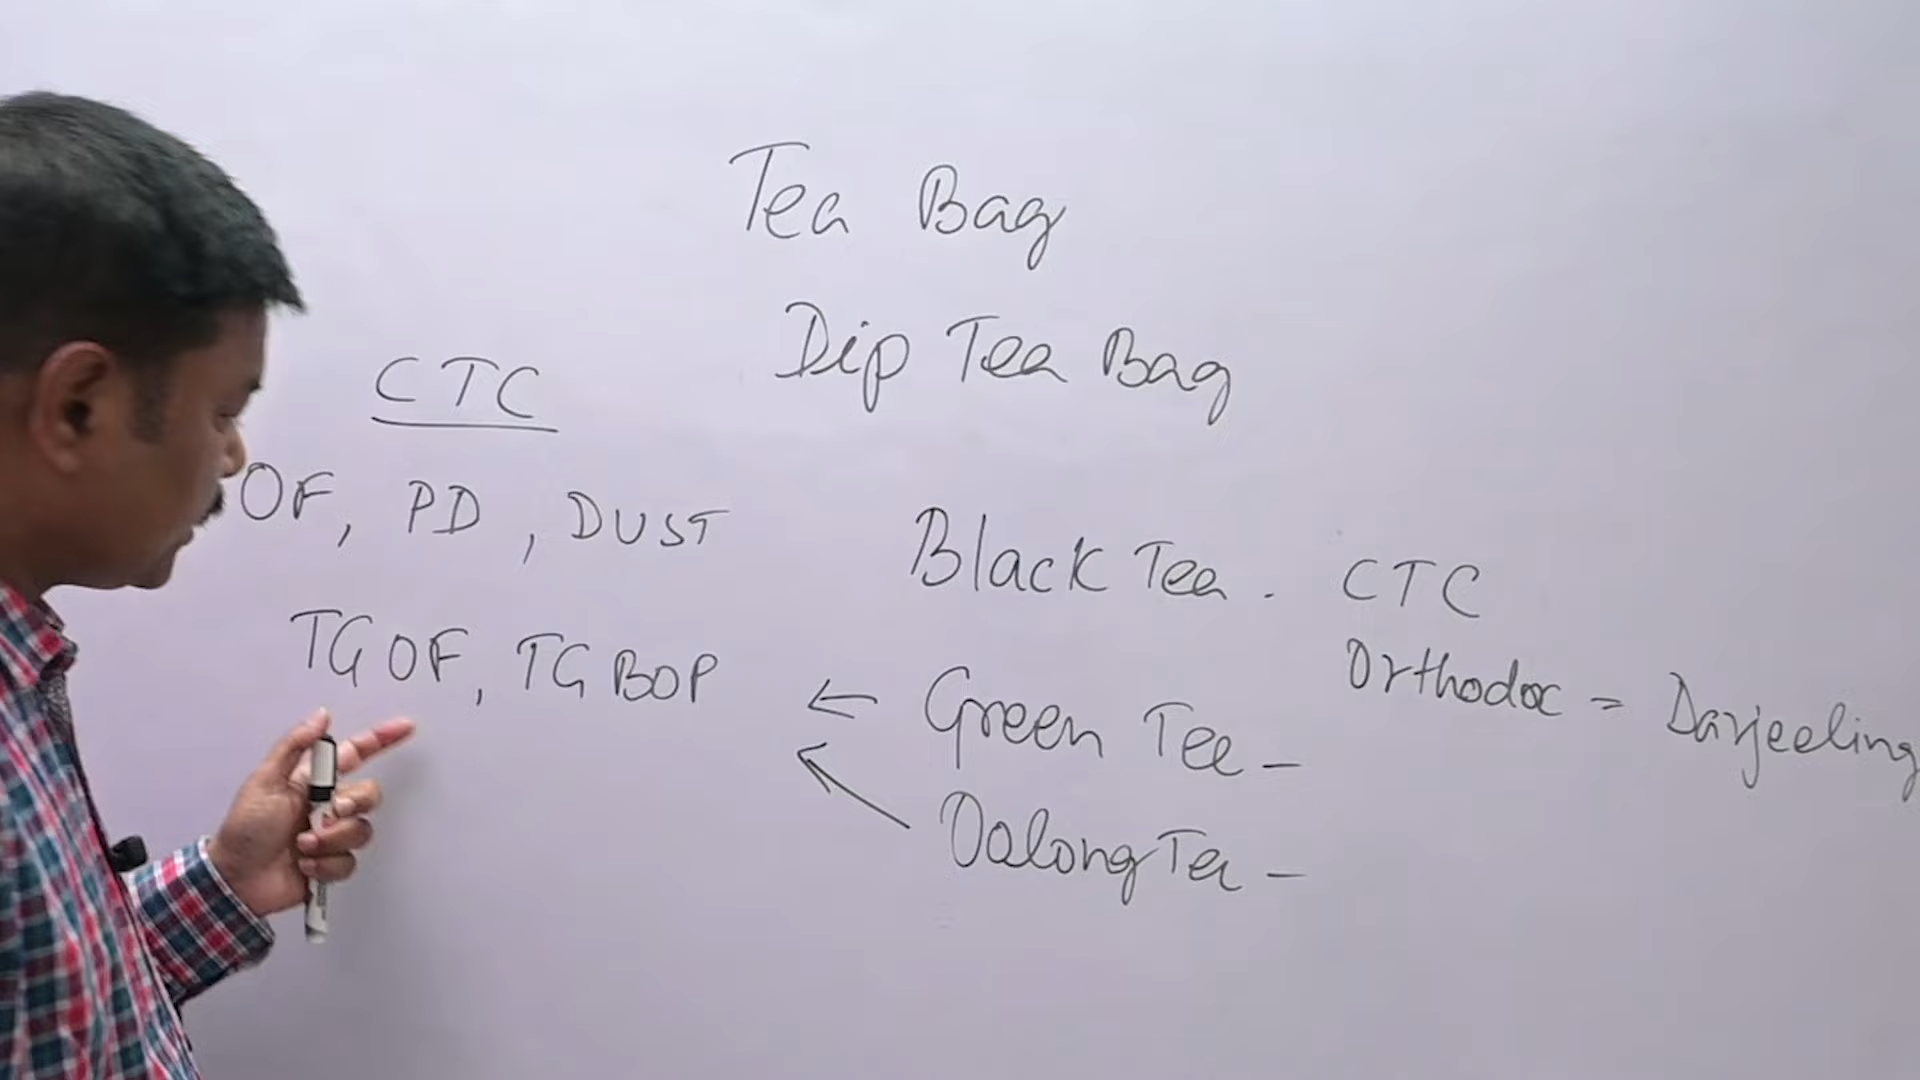 Tea Bag
Dip Tea Bag
CTC
OF, PD, DUST
TGOF, TGBOP
Black Tea. CTC
Orthodox = Darjeeling
← Green Tee -
Oolong Tea -